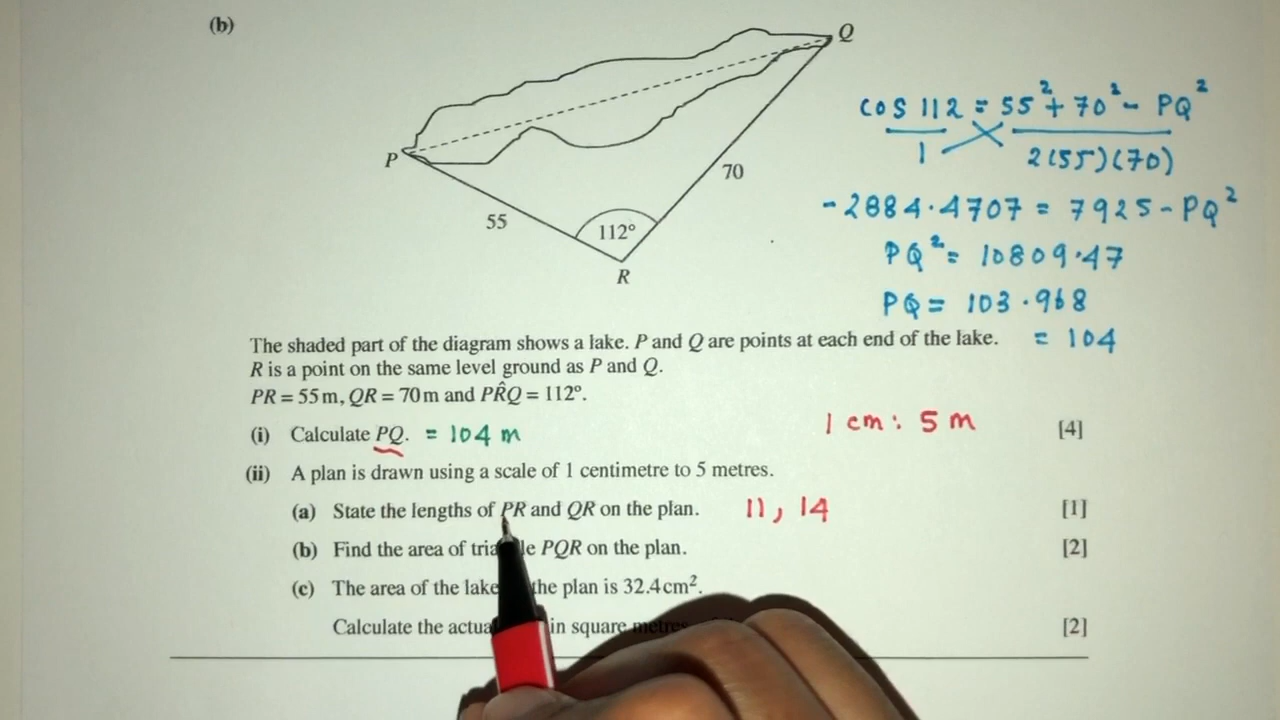 (b)
Q
P
70
55
112°
R
cos 112 = 55² + 70² - PQ²
1 2(55)(70)
-2884.4707 = 7925 - PQ²
PQ² = 10809.47
PQ = 103.968
= 104
The shaded part of the diagram shows a lake. P and Q are points at each end of the lake.
R is a point on the same level ground as P and Q.
PR = 55 m, QR = 70 m and PR̂Q = 112°.
1 cm : 5 m
(i) Calculate PQ. = 104 m [4]
(ii) A plan is drawn using a scale of 1 centimetre to 5 metres.
(a) State the lengths of PR and QR on the plan. 11, 14 [1]
(b) Find the area of tria le PQR on the plan. [2]
(c) The area of the lake the plan is 32.4 cm².
Calculate the actua in square metres [2]